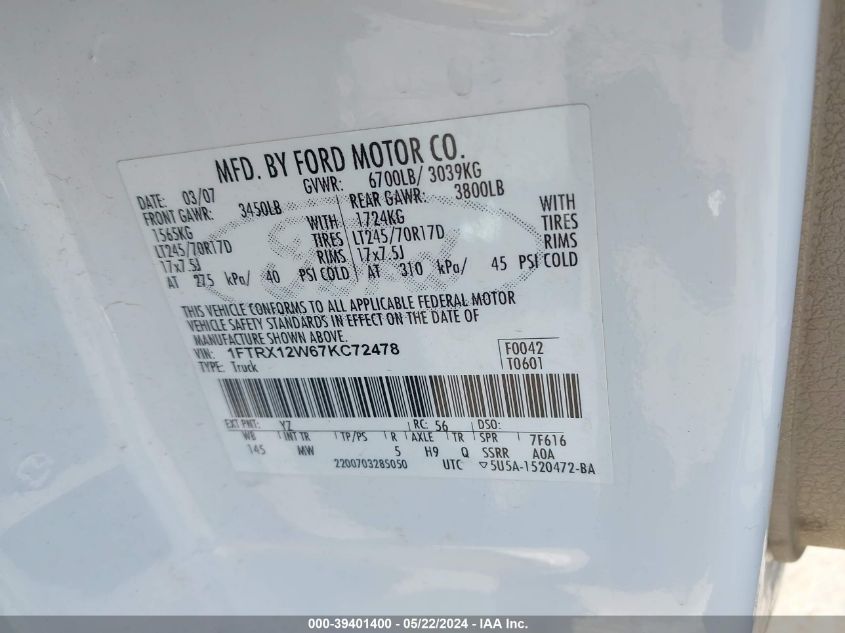 MFD. BY FORD MOTOR CO.
DATE: 03/07 GVWR: 6700LB/ 3039KG
FRONT GAWR: 3450LB REAR GAWR: 3800LB
1565KG WITH 1724KG WITH
LT245/70R17D TIRES LT245/70R17D TIRES
17x7.5J RIMS 17x7.5J RIMS
AT 275 kPa/ 40 PSI COLD AT 310 kPa/ 45 PSI COLD
THIS VEHICLE CONFORMS TO ALL APPLICABLE FEDERAL MOTOR
VEHICLE SAFETY STANDARDS IN EFFECT ON THE DATE OF
MANUFACTURE SHOWN ABOVE.
VIN: 1FTRX12W67KC72478 F0042
TYPE: Truck T0601
EXT PNT: YZ RC: 56 DSO:
WB INT TR TP/PS R AXLE TR SPR 7F616
145 MW 5 H9 Q SSRR A0A
2200703285050 UTC ▽5U5A-1520472-BA
000-39401400 - 05/22/2024 - IAA Inc.